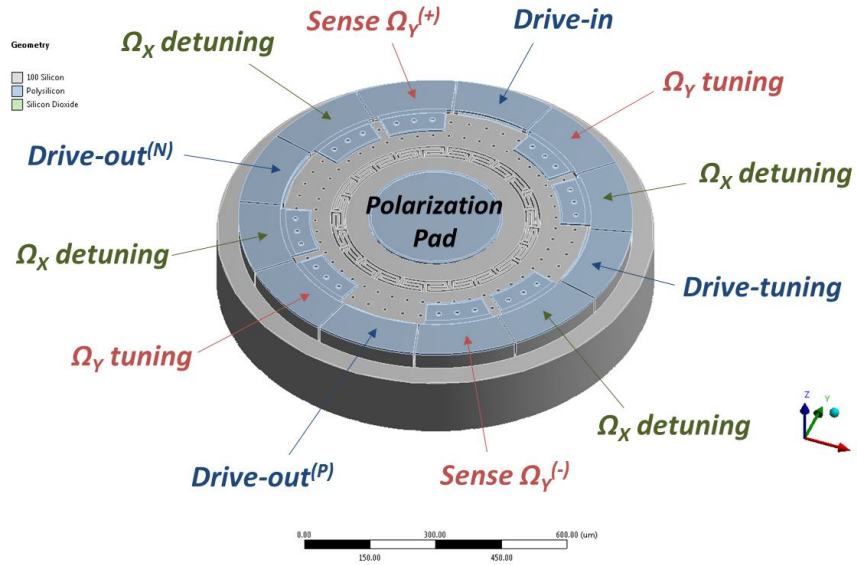 Sense ΩY(+)
Drive-in
ΩX detuning
Geometry
100 Silicon
Polysilicon
Silicon Dioxide
ΩY tuning
Drive-out(N)
ΩX detuning
Polarization
Pad
ΩX detuning
Drive-tuning
ΩY tuning
ΩX detuning
Drive-out(P)
Sense ΩY(-)
Z
Y
0.00
300.00
600.00 (um)
150.00
450.00